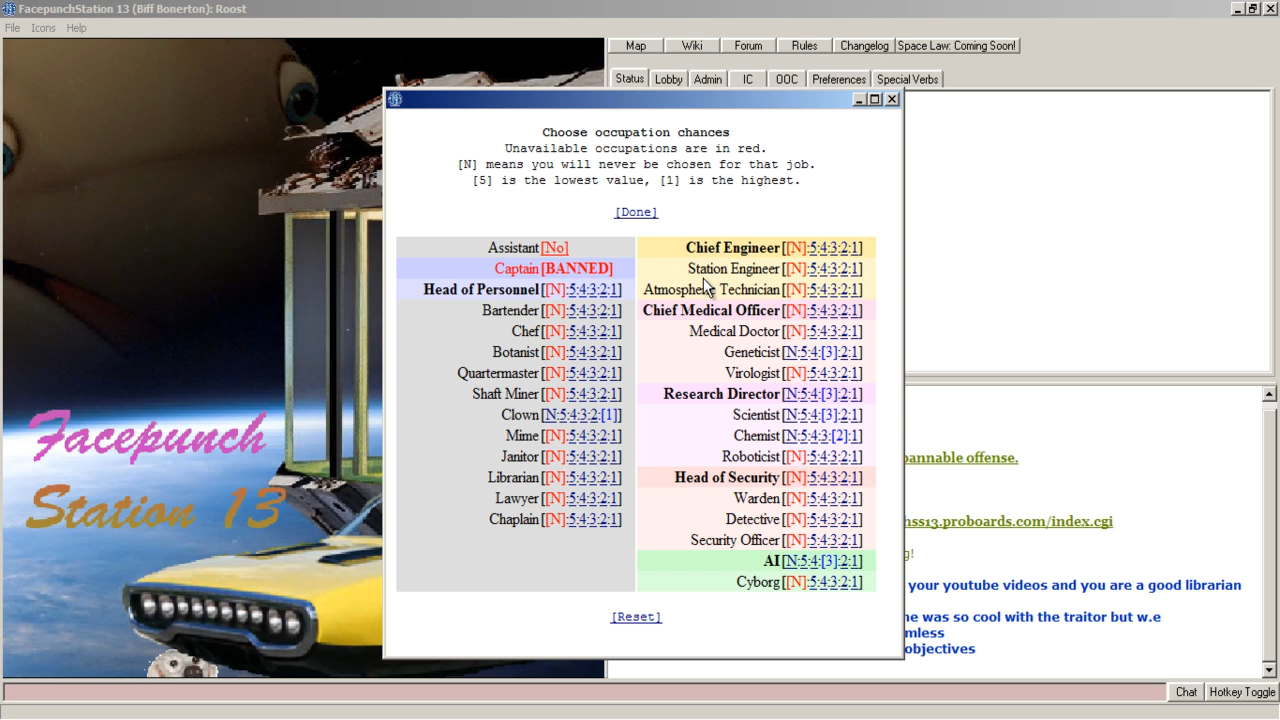 FacepunchStation 13 (Biff Bonerton): Roost
File Icons Help
Map Wiki Forum Rules Changelog Space Law: Coming Soon!
Status Lobby Admin IC OOC Preferences Special Verbs
Choose occupation chances
Unavailable occupations are in red.
[N] means you will never be chosen for that job.
[5] is the lowest value, [1] is the highest.
[Done]
Assistant [No]
Captain [BANNED]
Head of Personnel [[N]:5:4:3:2:1]
Bartender [[N]:5:4:3:2:1]
Chef [[N]:5:4:3:2:1]
Botanist [[N]:5:4:3:2:1]
Quartermaster [[N]:5:4:3:2:1]
Shaft Miner [[N]:5:4:3:2:1]
Clown [N:5:4:3:2:[1]]
Mime [[N]:5:4:3:2:1]
Janitor [[N]:5:4:3:2:1]
Librarian [[N]:5:4:3:2:1]
Lawyer [[N]:5:4:3:2:1]
Chaplain [[N]:5:4:3:2:1]
Chief Engineer [[N]:5:4:3:2:1]
Station Engineer [[N]:5:4:3:2:1]
Atmospheric Technician [[N]:5:4:3:2:1]
Chief Medical Officer [[N]:5:4:3:2:1]
Medical Doctor [[N]:5:4:3:2:1]
Geneticist [N:5:4:[3]:2:1]
Virologist [[N]:5:4:3:2:1]
Research Director [N:5:4:[3]:2:1]
Scientist [N:5:4:[3]:2:1]
Chemist [N:5:4:3:[2]:1]
Roboticist [[N]:5:4:3:2:1]
Head of Security [[N]:5:4:3:2:1]
Warden [[N]:5:4:3:2:1]
Detective [[N]:5:4:3:2:1]
Security Officer [[N]:5:4:3:2:1]
AI [N:5:4:[3]:2:1]
Cyborg [[N]:5:4:3:2:1]
[Reset]
Facepunch
Station 13
bannable offense.
hss13.proboards.com/index.cgi
g!
your youtube videos and you are a good librarian
he was so cool with the traitor but w.e
mless
objectives
Chat Hotkey Toggle